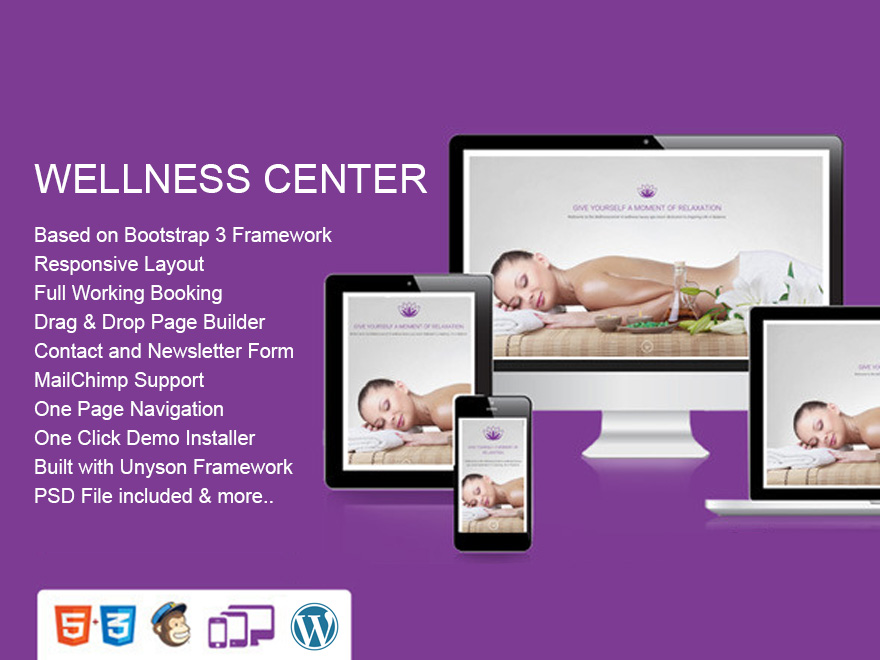 WELLNESS CENTER
Based on Bootstrap 3 Framework
Responsive Layout
Full Working Booking
Drag & Drop Page Builder
Contact and Newsletter Form
MailChimp Support
One Page Navigation
One Click Demo Installer
Built with Unyson Framework
PSD File included & more..
GIVE YOURSELF A MOMENT OF RELAXATION
GIVE YOURSELF A MOMENT OF RELAXATION
GIVE YOURSELF A MOMENT OF
RELAXATION
GIVE YO
5+3
W